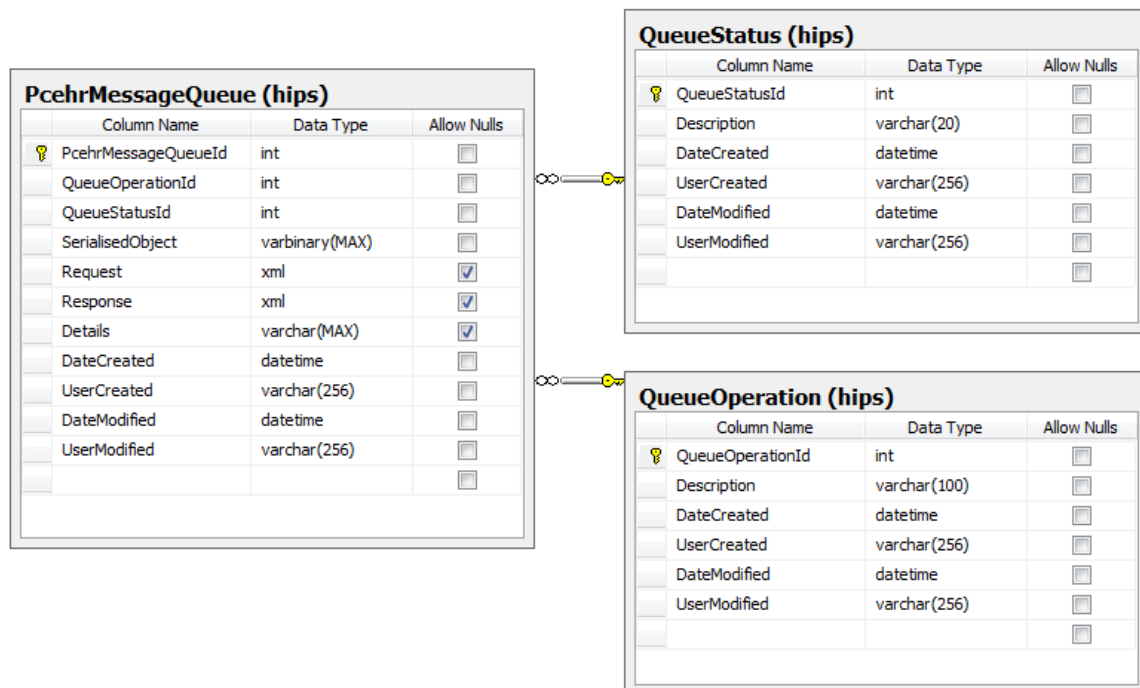 PcehrMessageQueue (hips)
Column Name Data Type Allow Nulls
PcehrMessageQueueId int
QueueOperationId int
QueueStatusId int
SerialisedObject varbinary(MAX)
Request xml
Response xml
Details varchar(MAX)
DateCreated datetime
UserCreated varchar(256)
DateModified datetime
UserModified varchar(256)
QueueStatus (hips)
Column Name Data Type Allow Nulls
QueueStatusId int
Description varchar(20)
DateCreated datetime
UserCreated varchar(256)
DateModified datetime
UserModified varchar(256)
QueueOperation (hips)
Column Name Data Type Allow Nulls
QueueOperationId int
Description varchar(100)
DateCreated datetime
UserCreated varchar(256)
DateModified datetime
UserModified varchar(256)